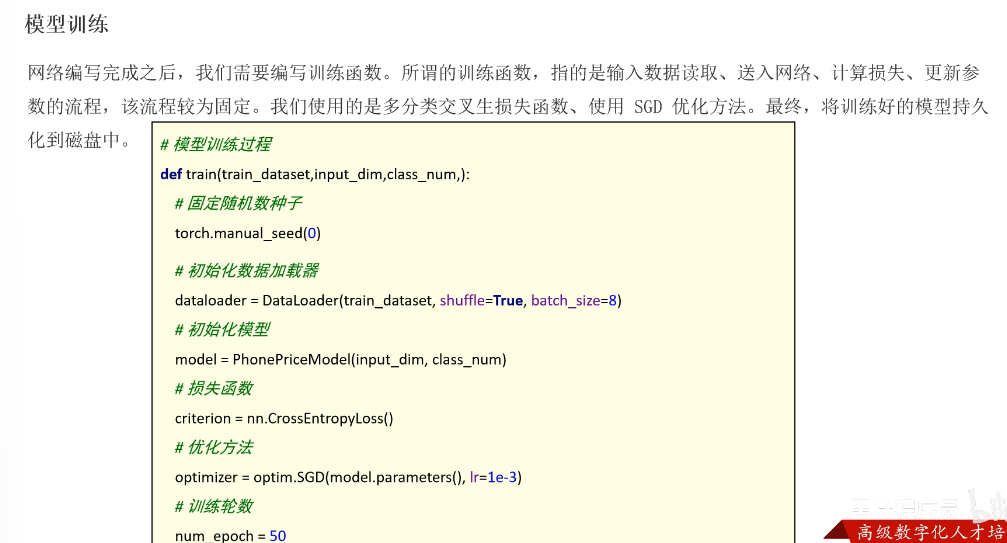 模型训练
网络编写完成之后，我们需要编写训练函数。所谓的训练函数，指的是输入数据读取、送入网络、计算损失、更新参
数的流程，该流程较为固定。我们使用的是多分类交叉生损失函数、使用 SGD 优化方法。最终，将训练好的模型持久
化到磁盘中。
# 模型训练过程
def train(train_dataset,input_dim,class_num,):
# 固定随机数种子
torch.manual_seed(0)
# 初始化数据加载器
dataloader = DataLoader(train_dataset, shuffle=True, batch_size=8)
# 初始化模型
model = PhonePriceModel(input_dim, class_num)
# 损失函数
criterion = nn.CrossEntropyLoss()
# 优化方法
optimizer = optim.SGD(model.parameters(), lr=1e-3)
# 训练轮数
num_epoch = 50
高级数字化人才培